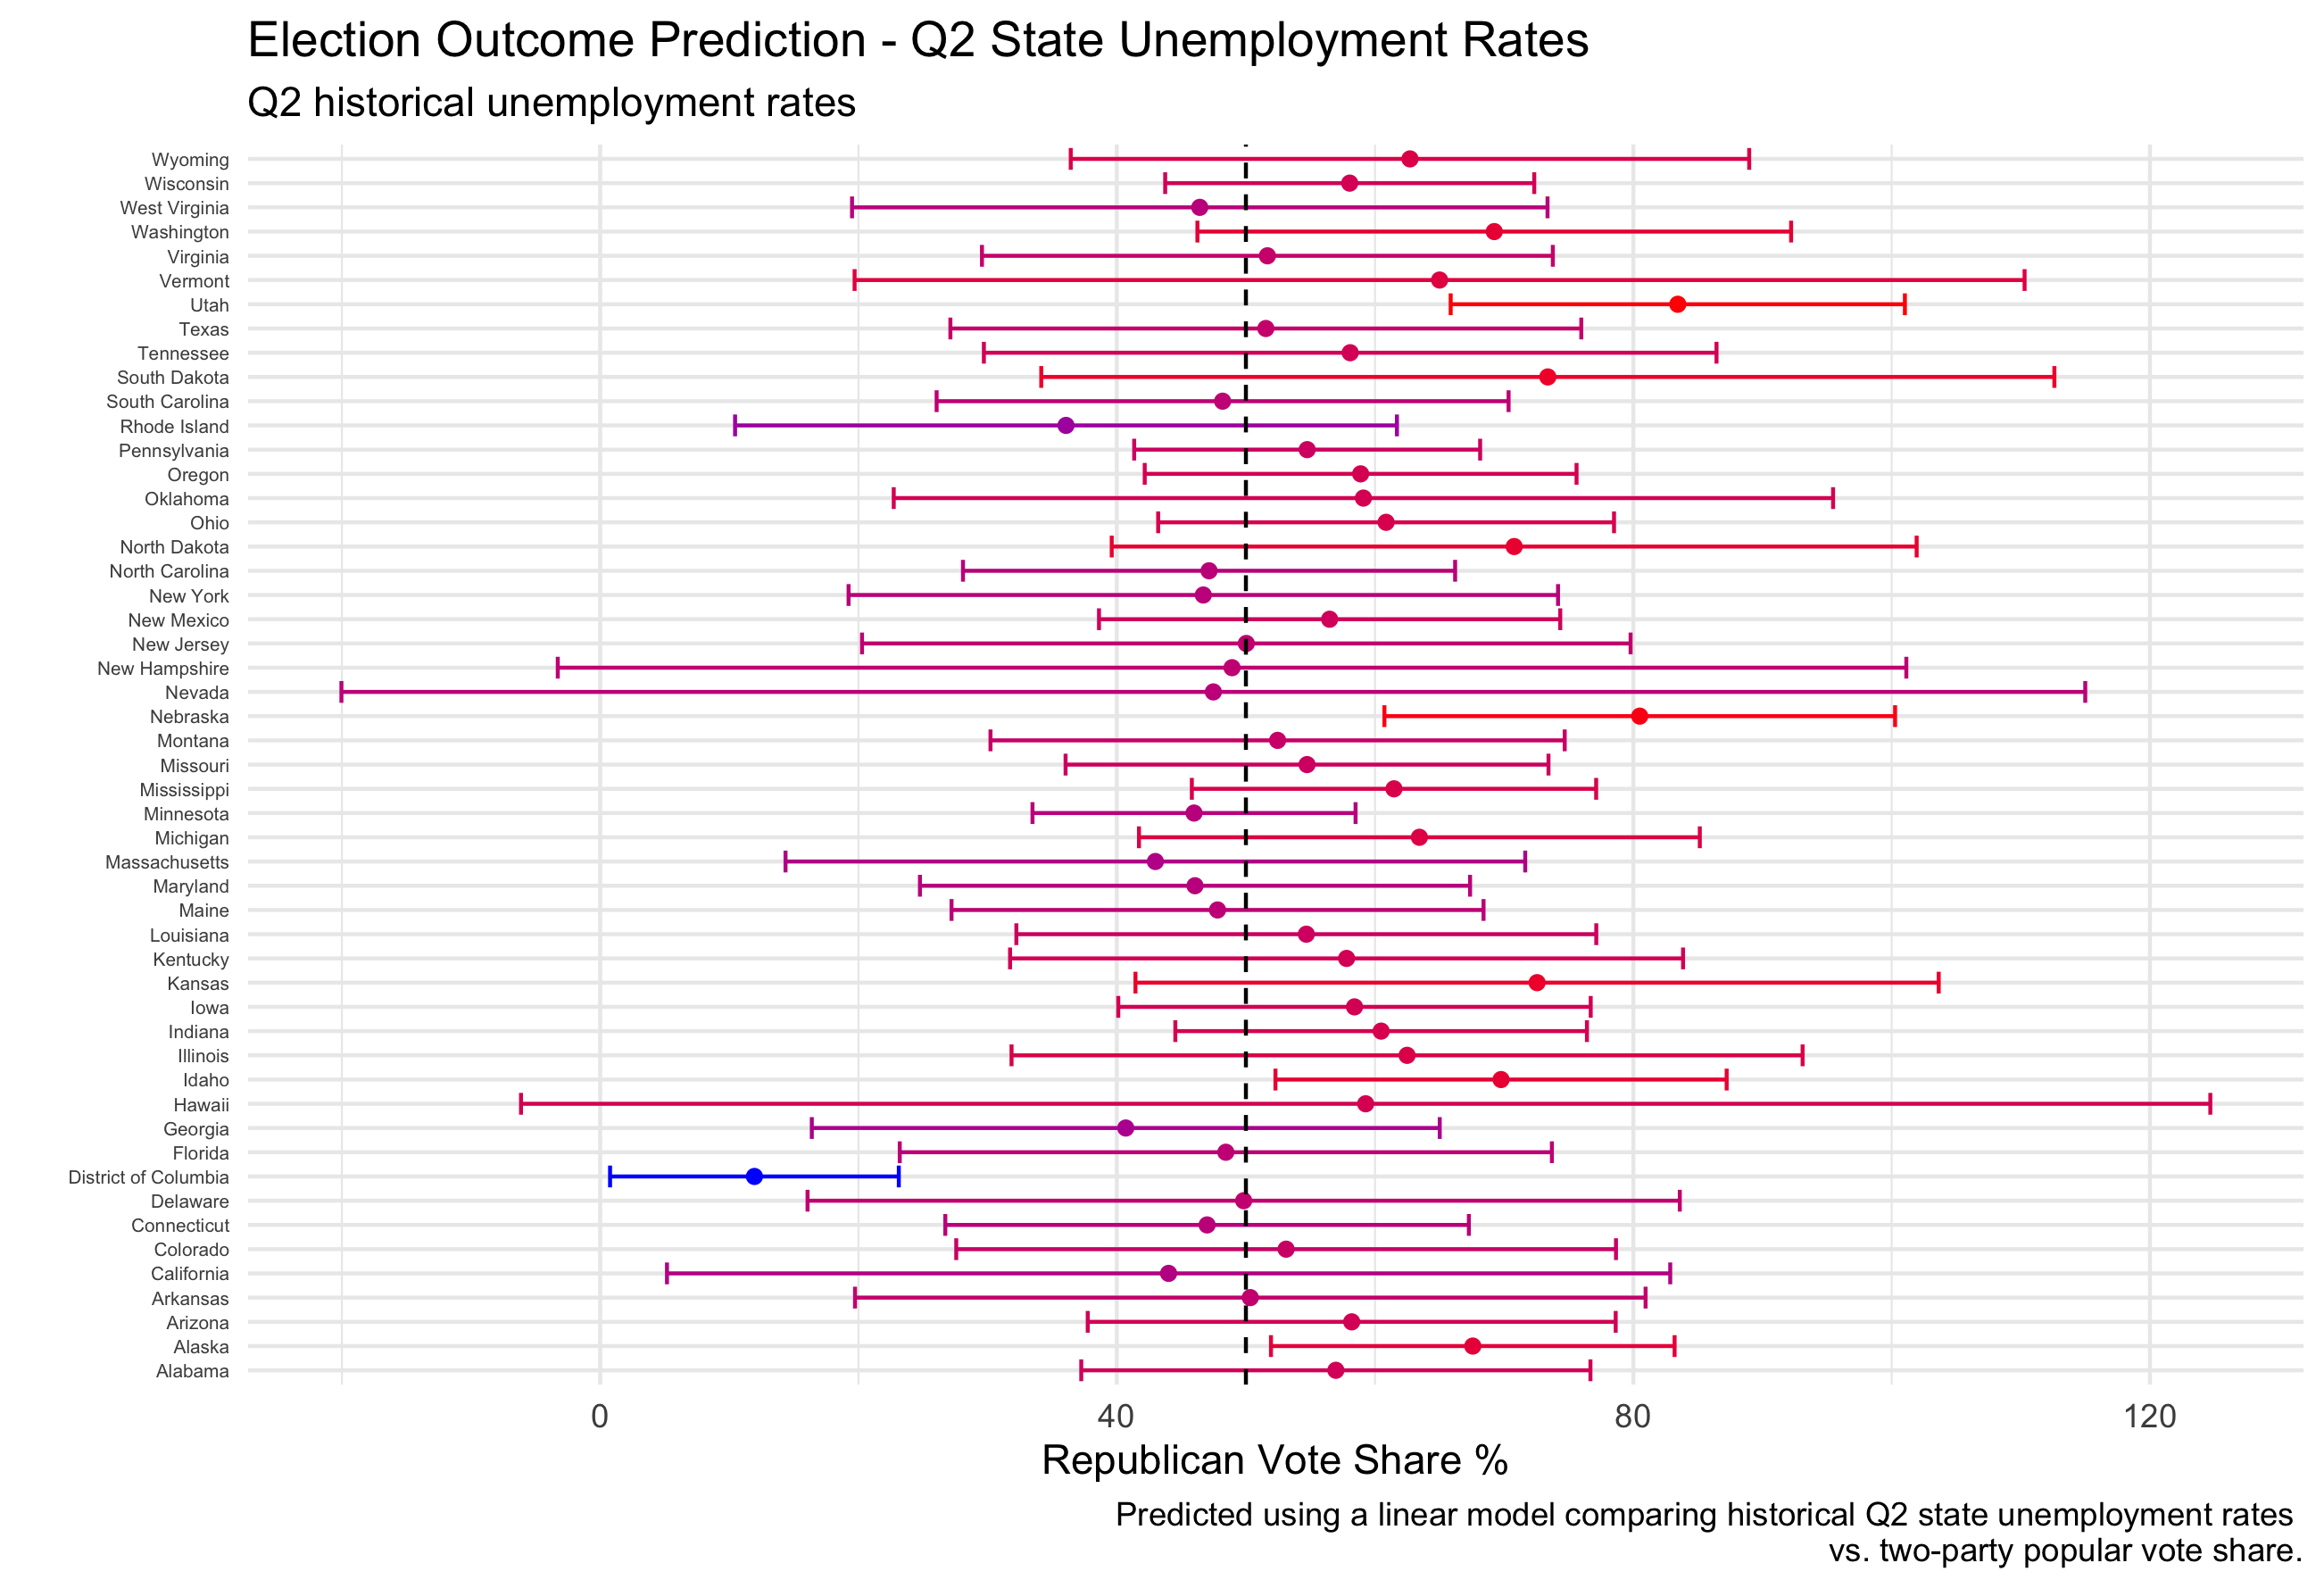 Election Outcome Prediction - Q2 State Unemployment Rates
Q2 historical unemployment rates
Wyoming
Wisconsin
West Virginia
Washington
Virginia
Vermont
Utah
Texas
Tennessee
South Dakota
South Carolina
Rhode Island
Pennsylvania
Oregon
Oklahoma
Ohio
North Dakota
North Carolina
New York
New Mexico
New Jersey
New Hampshire
Nevada
Nebraska
Montana
Missouri
Mississippi
Minnesota
Michigan
Massachusetts
Maryland
Maine
Louisiana
Kentucky
Kansas
Iowa
Indiana
Illinois
Idaho
Hawaii
Georgia
Florida
District of Columbia
Delaware
Connecticut
Colorado
California
Arkansas
Arizona
Alaska
Alabama
0 40 80 120
Republican Vote Share %
Predicted using a linear model comparing historical Q2 state unemployment rates
vs. two-party popular vote share.